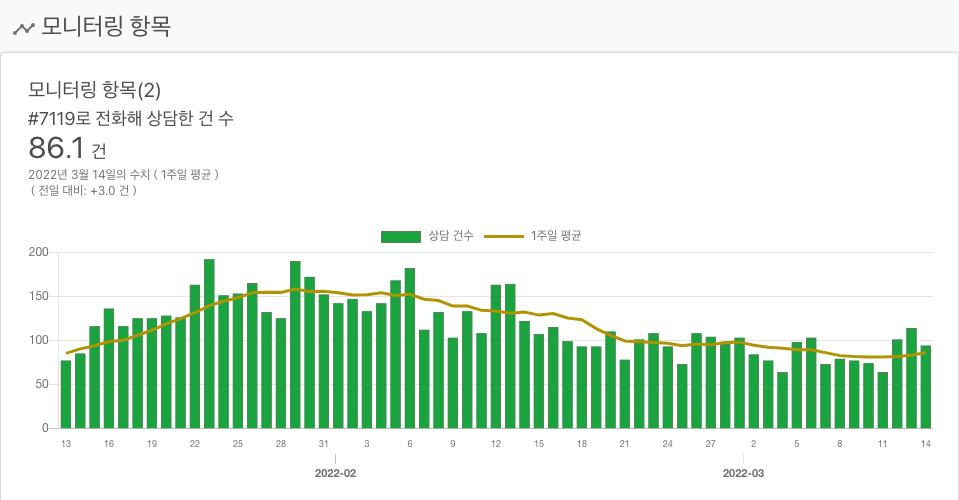 모니터링 항목
모니터링 항목(2)
#7119로 전화해 상담한 건 수
86.1 건
2022년 3월 14일의 수치 ( 1주일 평균 )
( 전일 대비: +3.0 건 )
상담 건수 1주일 평균
200
150
100
50
0
13 16 19 22 25 28 31 3 6 9 12 15 18 21 24 27 2 5 8 11 14
2022-02 2022-03